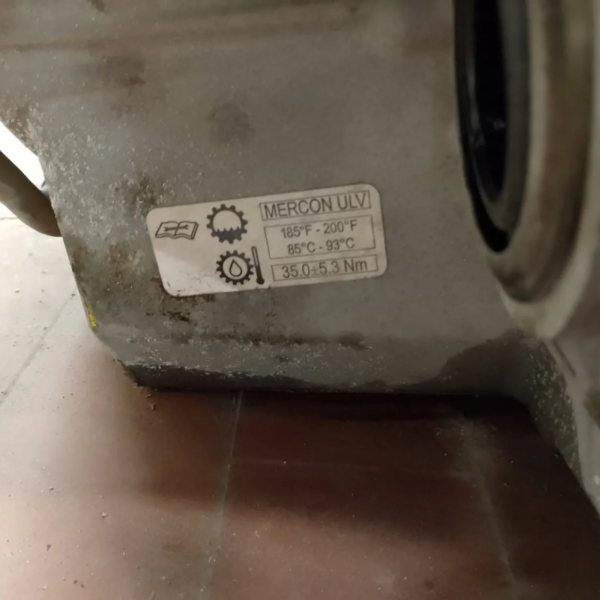 MERCON ULV
185°F - 200°F
85°C - 93°C
35.0±5.3 Nm